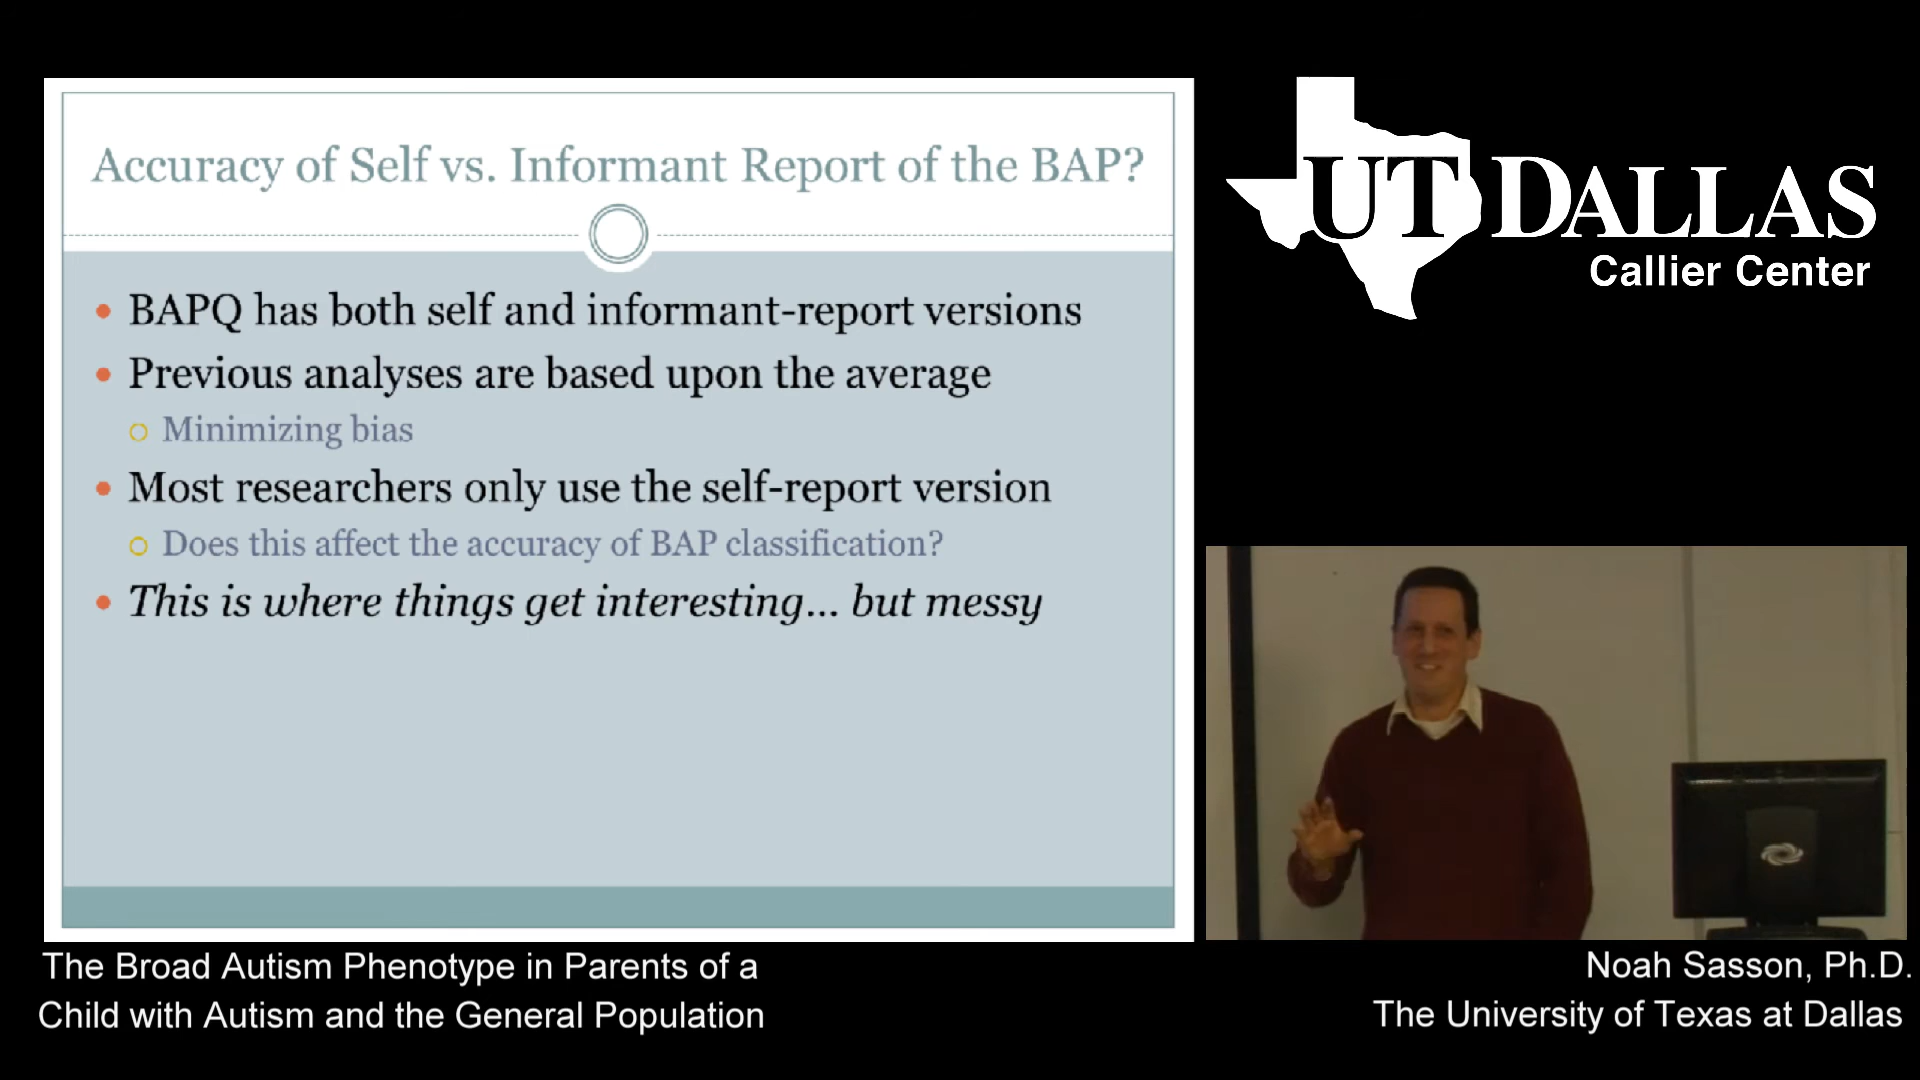 Accuracy of Self vs. Informant Report of the BAP?
BAPQ has both self and informant-report versions
Previous analyses are based upon the average
Minimizing bias
Most researchers only use the self-report version
Does this affect the accuracy of BAP classification?
This is where things get interesting... but messy
UT DALLAS
Callier Center
The Broad Autism Phenotype in Parents of a
Child with Autism and the General Population
Noah Sasson, Ph.D.
The University of Texas at Dallas